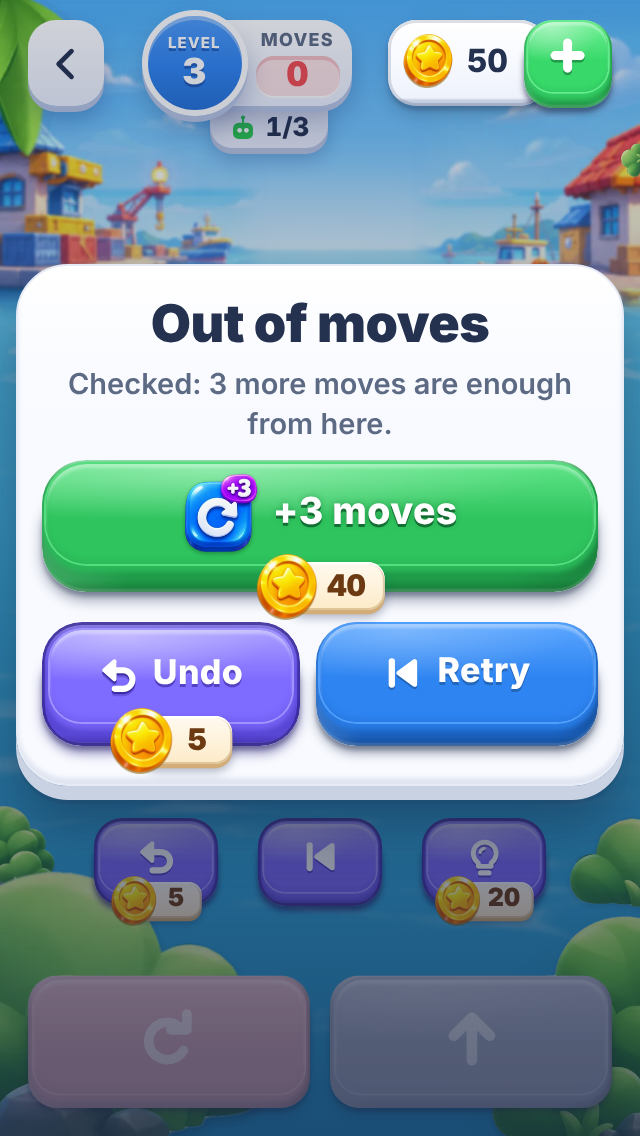 LEVEL
3
MOVES
0
50
1/3
Out of moves
Checked: 3 more moves are enough
from here.
+3
+3 moves
40
Undo
5
Retry
5
20